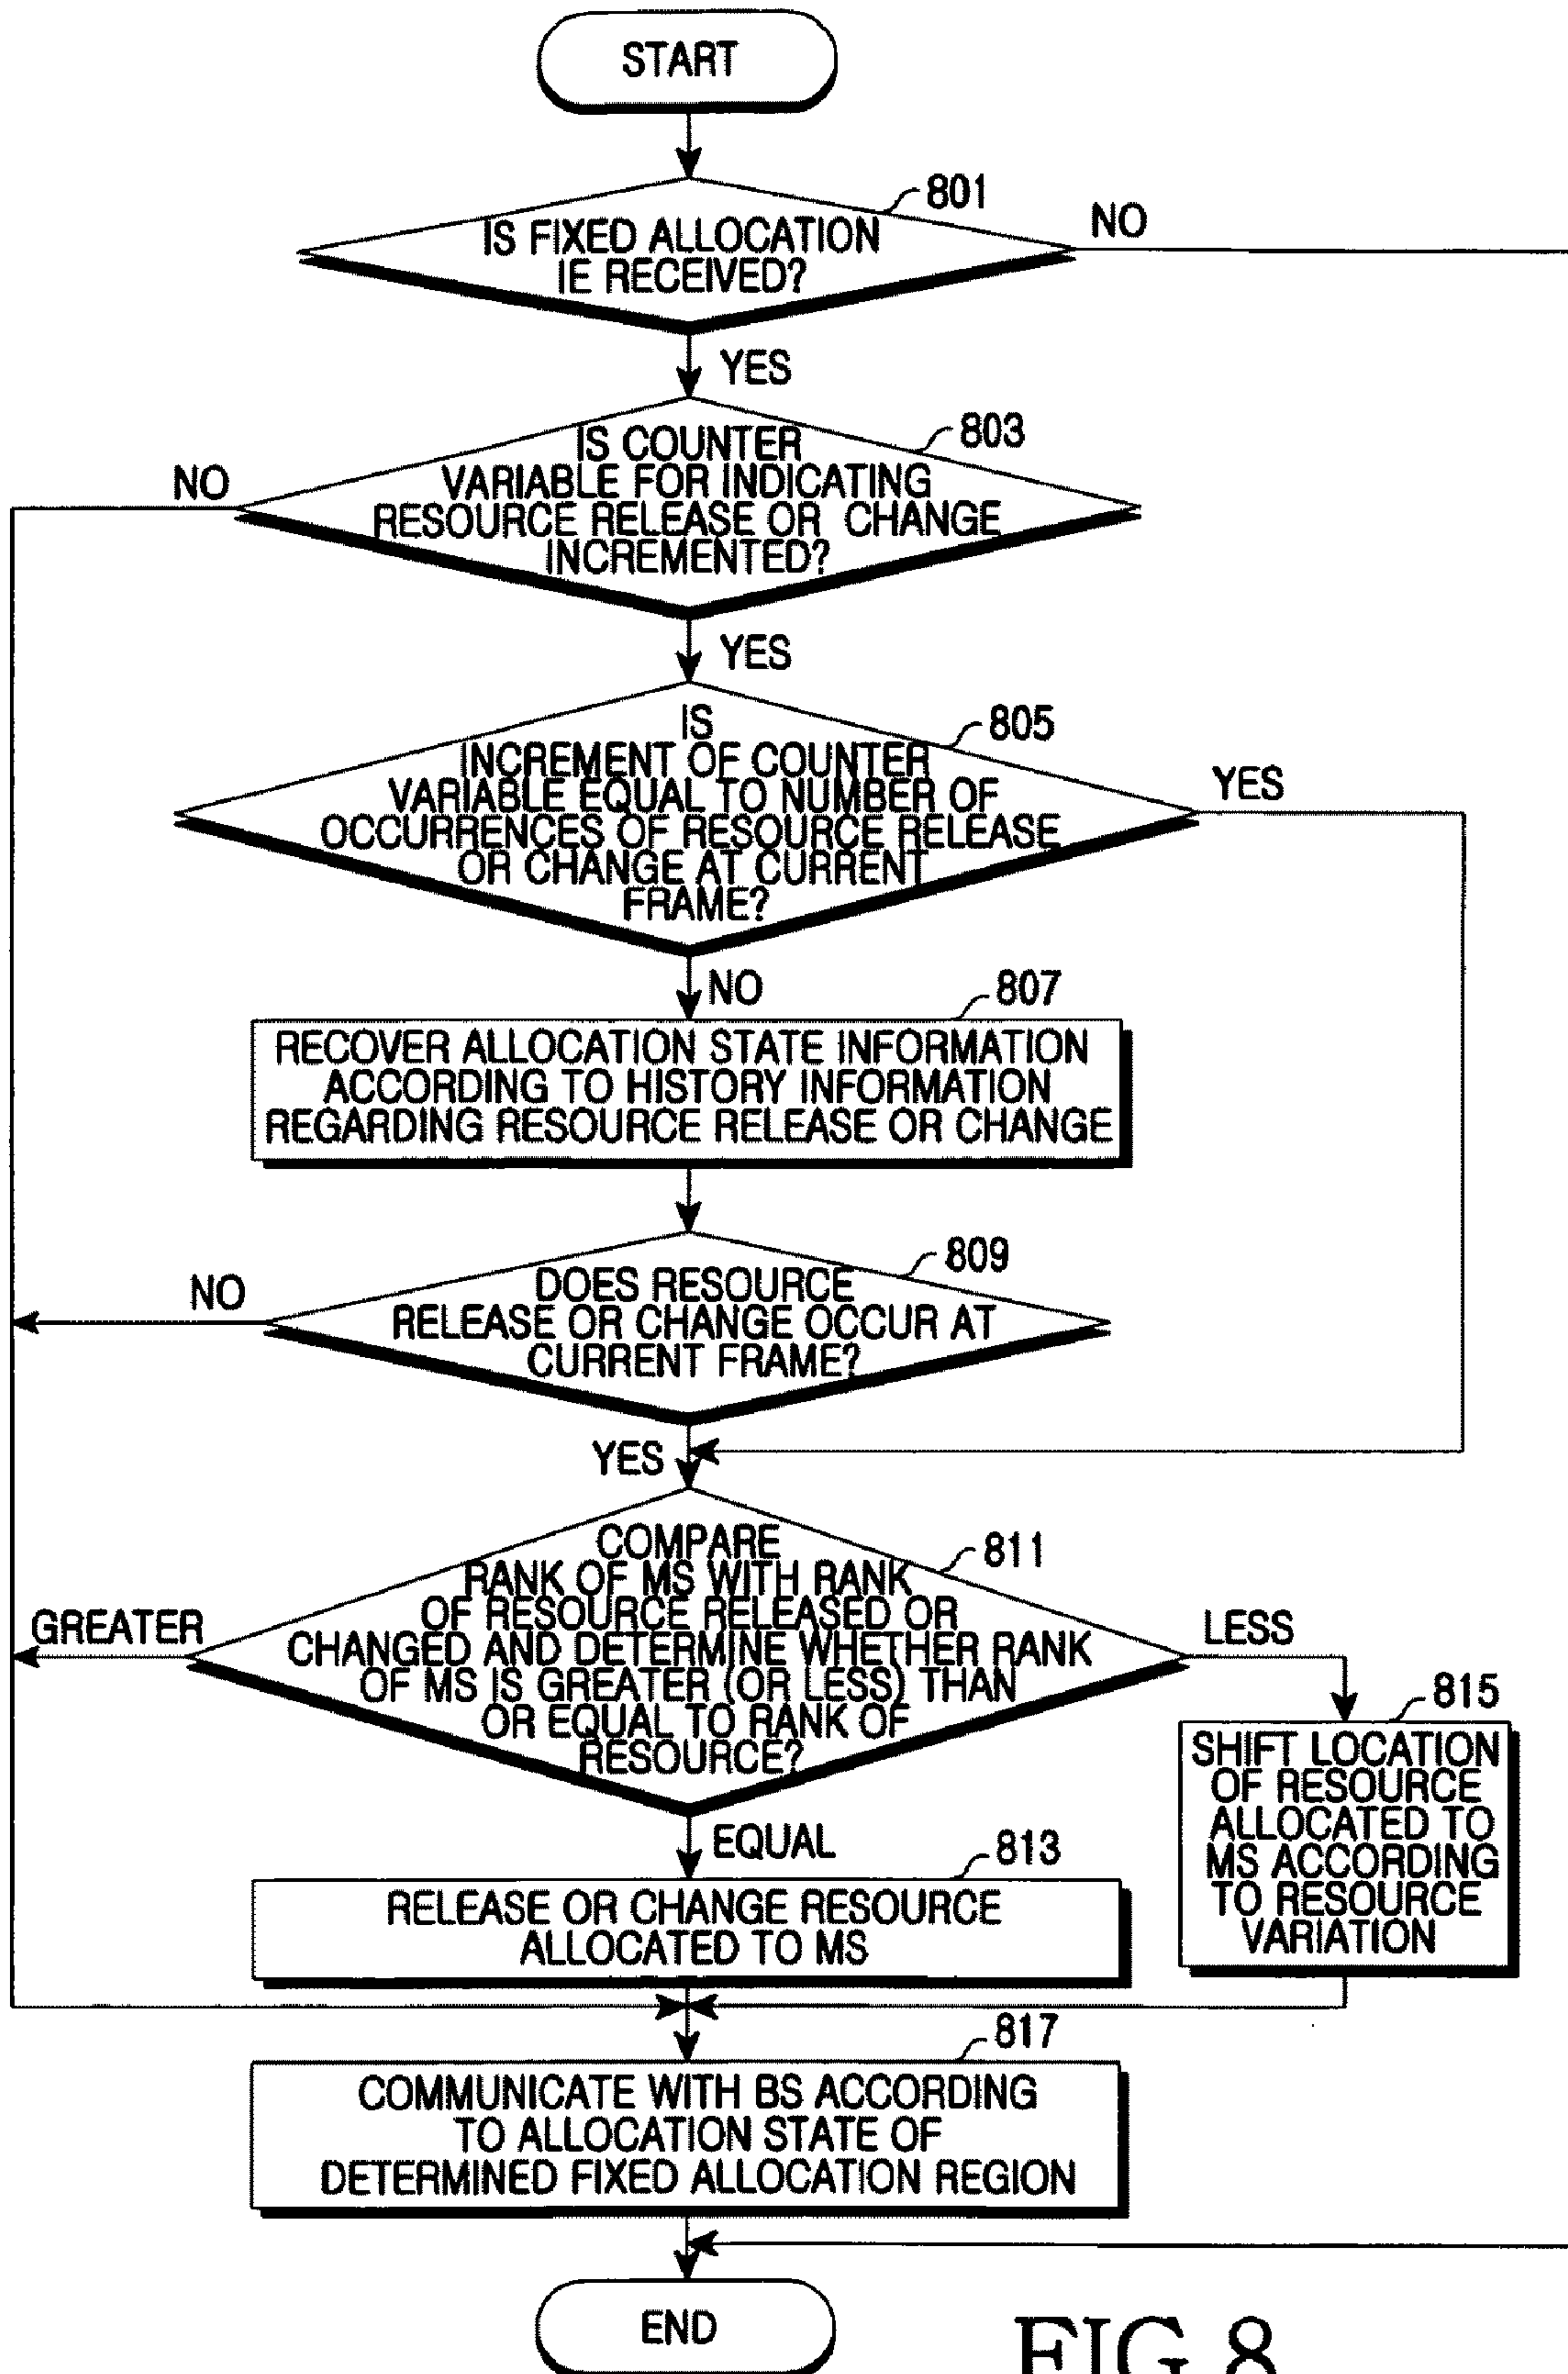 START
801
IS FIXED ALLOCATION
IE RECEIVED?
NO
YES
803
IS COUNTER
VARIABLE FOR INDICATING
RESOURCE RELEASE OR CHANGE
INCREMENTED?
NO
YES
805
IS
INCREMENT OF COUNTER
VARIABLE EQUAL TO NUMBER OF
OCCURRENCES OF RESOURCE RELEASE
OR CHANGE AT CURRENT
FRAME?
YES
NO
807
RECOVER ALLOCATION STATE INFORMATION
ACCORDING TO HISTORY INFORMATION
REGARDING RESOURCE RELEASE OR CHANGE
809
DOES RESOURCE
RELEASE OR CHANGE OCCUR AT
CURRENT FRAME?
NO
YES
811
COMPARE
RANK OF MS WITH RANK
OF RESOURCE RELEASED OR
CHANGED AND DETERMINE WHETHER RANK
OF MS IS GREATER (OR LESS) THAN
OR EQUAL TO RANK OF
RESOURCE?
GREATER
LESS
EQUAL
815
SHIFT LOCATION
OF RESOURCE
ALLOCATED TO
MS ACCORDING
TO RESOURCE
VARIATION
813
RELEASE OR CHANGE RESOURCE
ALLOCATED TO MS
817
COMMUNICATE WITH BS ACCORDING
TO ALLOCATION STATE OF
DETERMINED FIXED ALLOCATION REGION
END
FIG.8